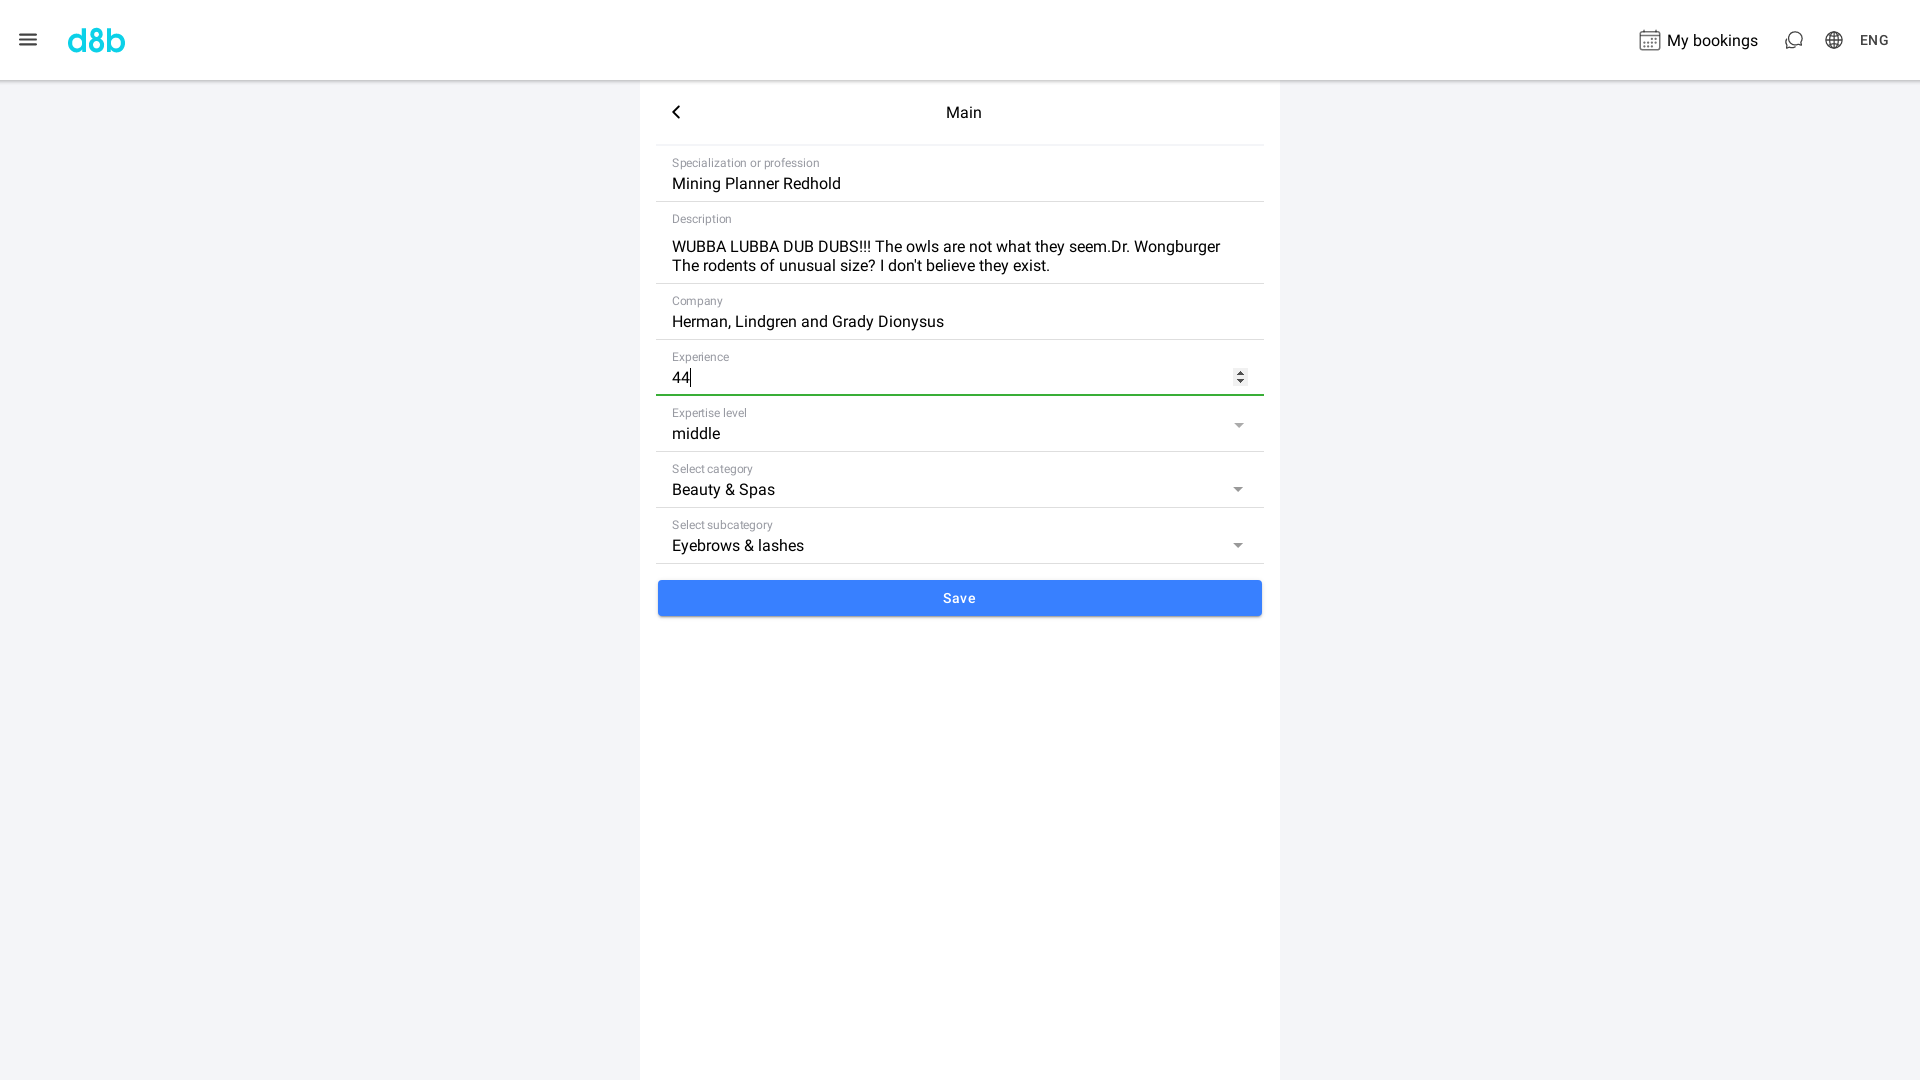 d8b
My bookings
ENG
Main
Specialization or profession
Mining Planner Redhold
Description
WUBBA LUBBA DUB DUBS!!! The owls are not what they seem.Dr. Wongburger
The rodents of unusual size? I don't believe they exist.
Company
Herman, Lindgren and Grady Dionysus
Experience
44
Expertise level
middle
Select category
Beauty & Spas
Select subcategory
Eyebrows & lashes
Save